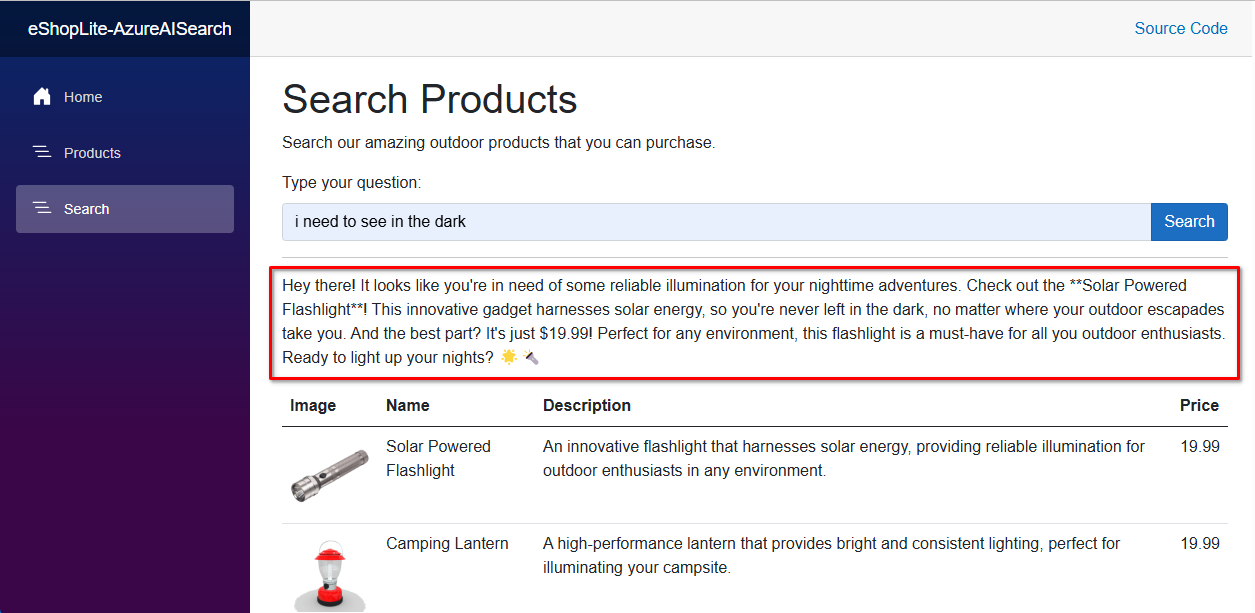 eShopLite-AzureAISearch
Source Code
Home
Products
Search
Search Products
Search our amazing outdoor products that you can purchase.
Type your question:
i need to see in the dark
Search
Hey there! It looks like you're in need of some reliable illumination for your nighttime adventures. Check out the **Solar Powered
Flashlight**! This innovative gadget harnesses solar energy, so you're never left in the dark, no matter where your outdoor escapades
take you. And the best part? It's just $19.99! Perfect for any environment, this flashlight is a must-have for all you outdoor enthusiasts.
Ready to light up your nights? 🌟🔦
Image Name Description Price
Solar Powered
Flashlight
An innovative flashlight that harnesses solar energy, providing reliable illumination for
outdoor enthusiasts in any environment.
19.99
Camping Lantern
A high-performance lantern that provides bright and consistent lighting, perfect for
illuminating your campsite.
19.99